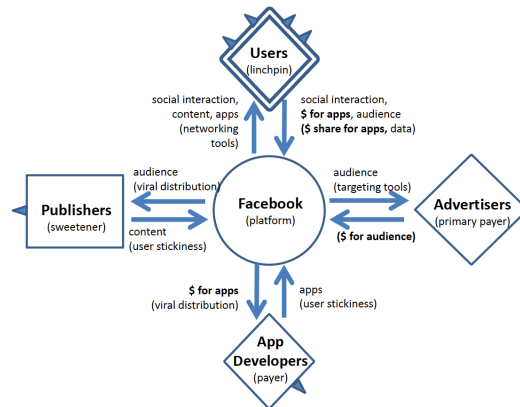 Users
(linchpin)
social interaction,
content, apps
(networking
tools)
social interaction,
$ for apps, audience
($ share for apps, data)
audience
(viral distribution)
Publishers
(sweetener)
content
(user stickiness)
Facebook
(platform)
audience
(targeting tools)
($ for audience)
Advertisers
(primary payer)
$ for apps
(viral distribution)
apps
(user stickiness)
App
Developers
(payer)